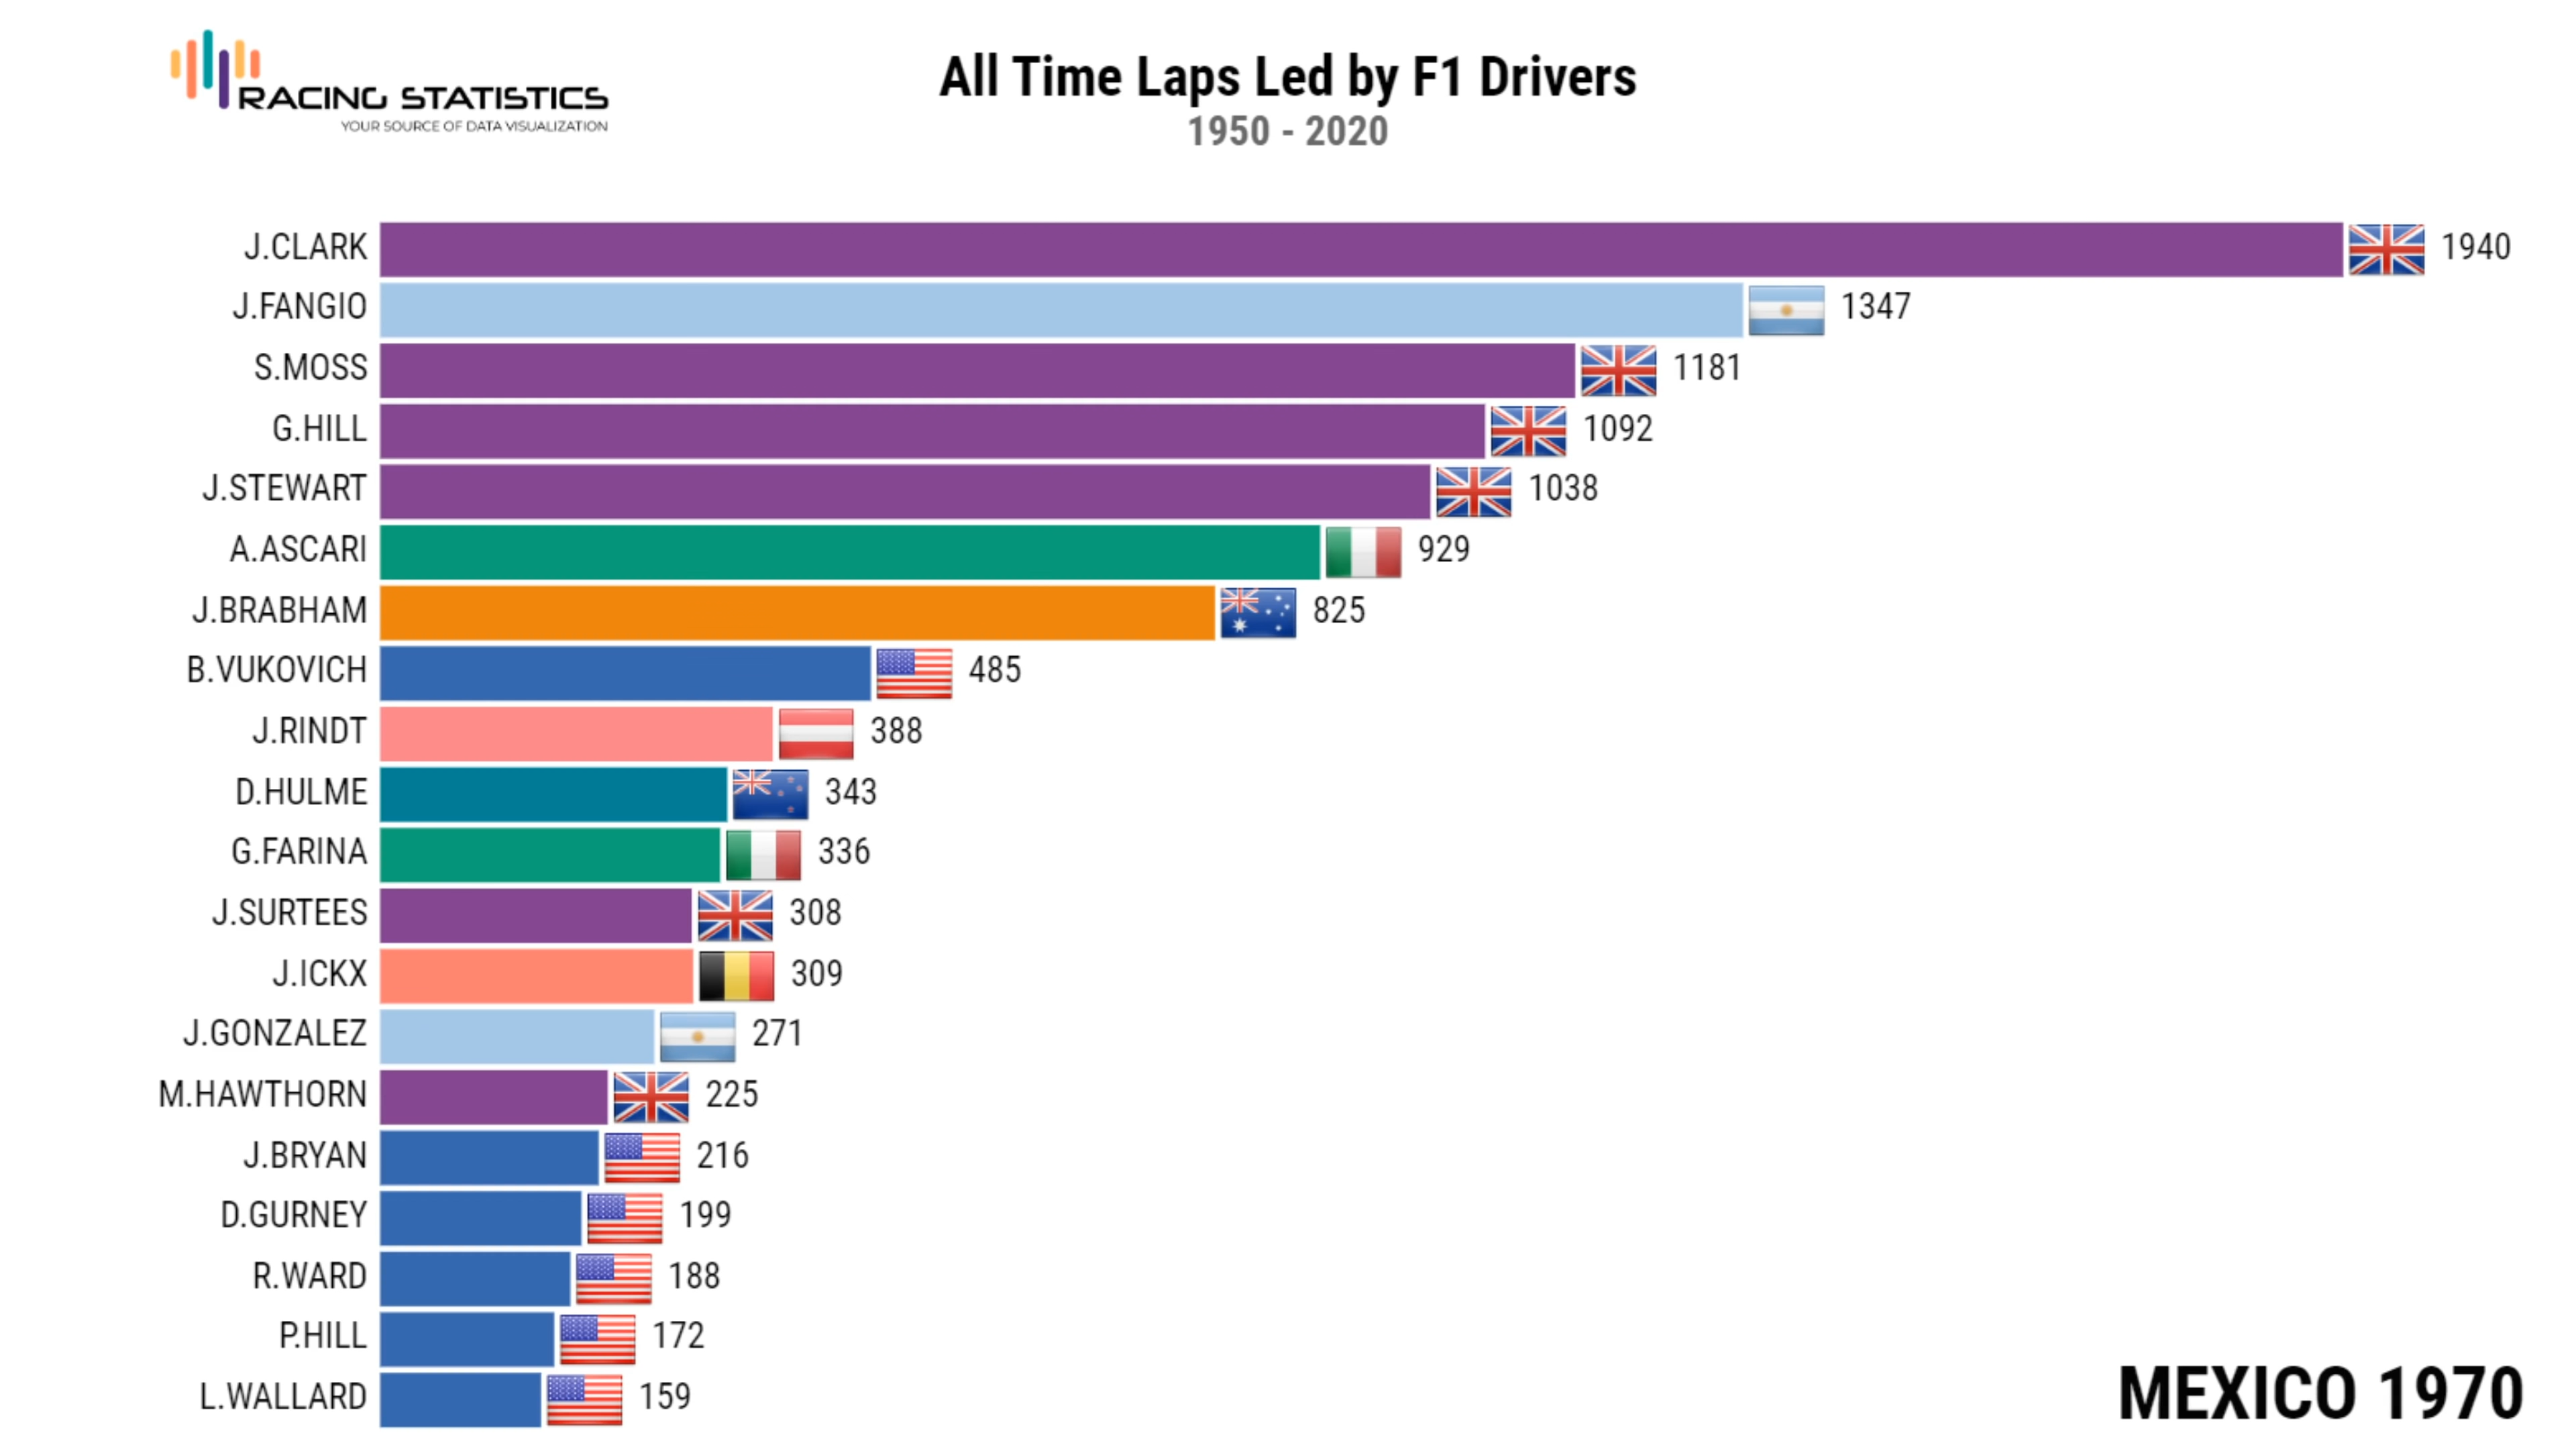 RACING STATISTICS
YOUR SOURCE OF DATA VISUALIZATION
All Time Laps Led by F1 Drivers
1950 - 2020
J.CLARK 1940
J.FANGIO 1347
S.MOSS 1181
G.HILL 1092
J.STEWART 1038
A.ASCARI 929
J.BRABHAM 825
B.VUKOVICH 485
J.RINDT 388
D.HULME 343
G.FARINA 336
J.SURTEES 308
J.ICKX 309
J.GONZALEZ 271
M.HAWTHORN 225
J.BRYAN 216
D.GURNEY 199
R.WARD 188
P.HILL 172
L.WALLARD 159
MEXICO 1970